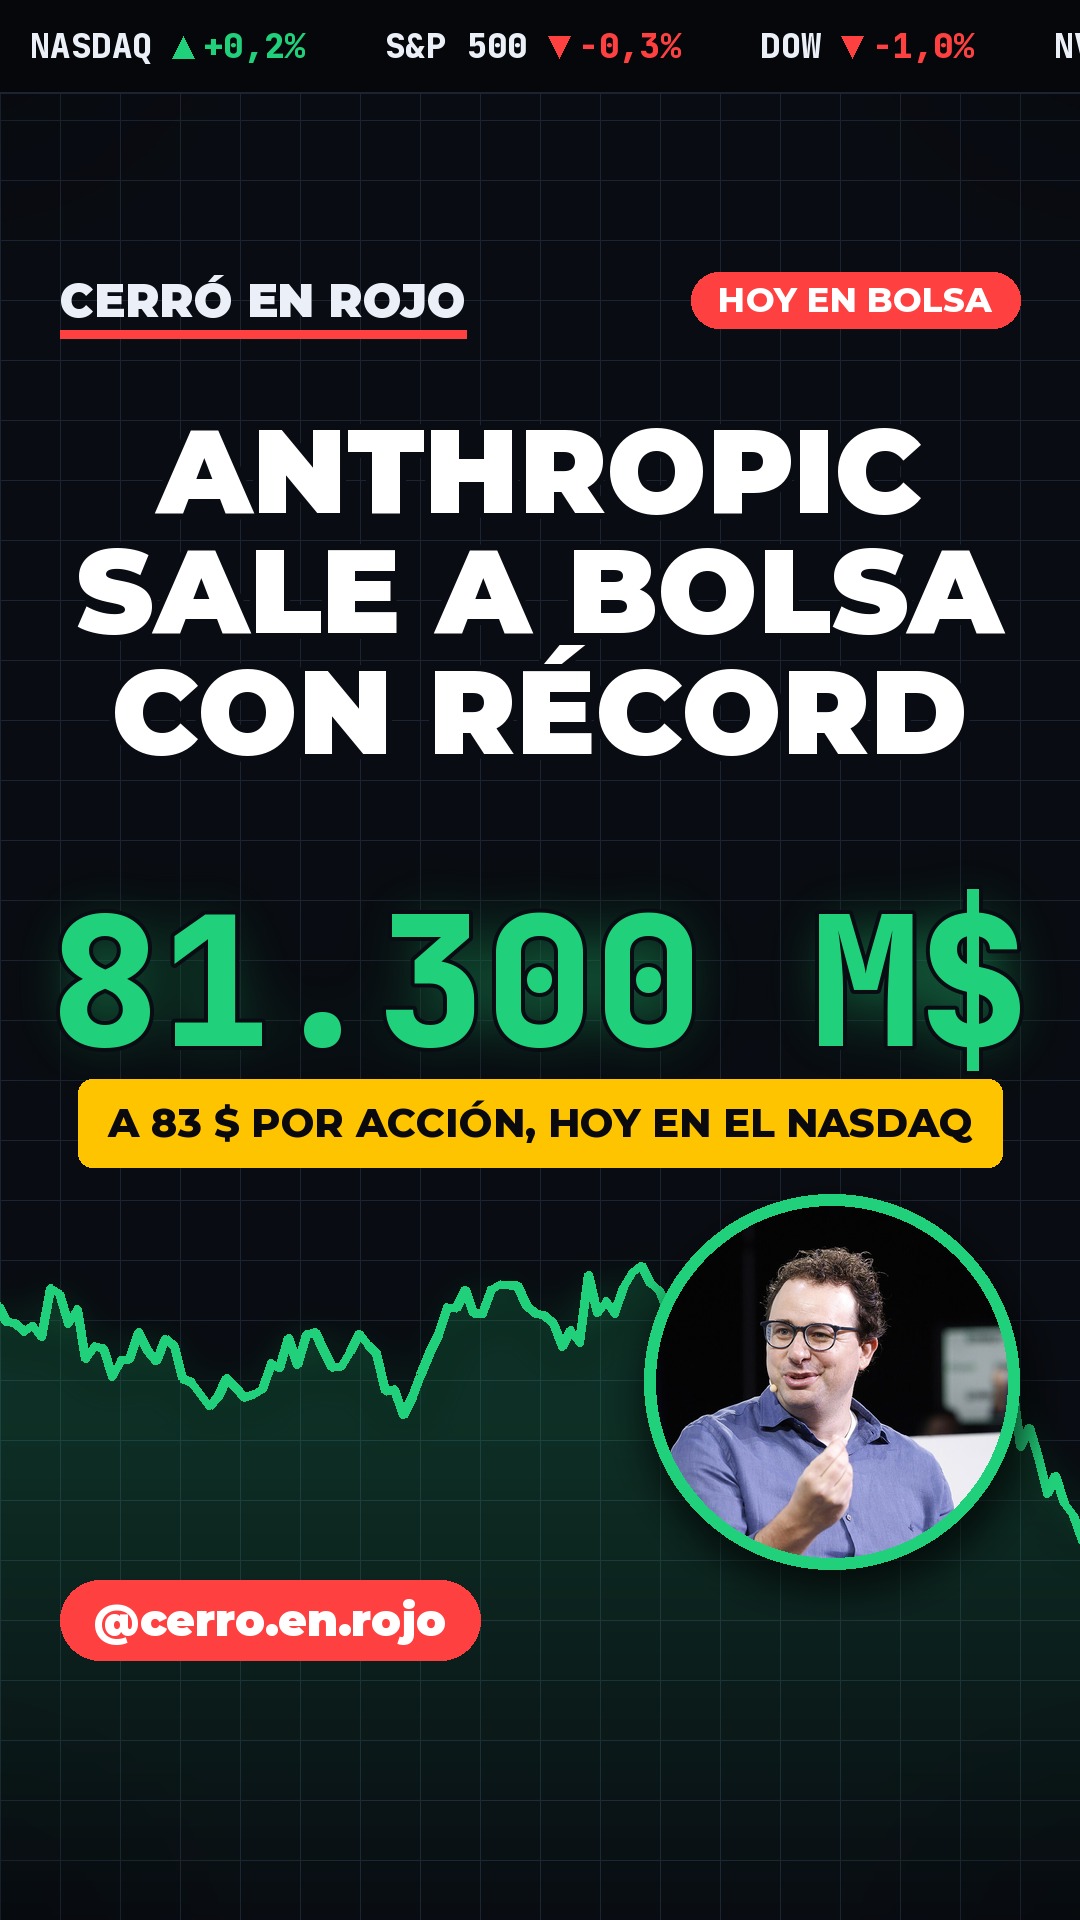 NASDAQ ▲+0,2% S&P 500 ▼-0,3% DOW ▼-1,0%
CERRÓ EN ROJO
HOY EN BOLSA
ANTHROPIC
SALE A BOLSA
CON RÉCORD
81.300 M$
A 83 $ POR ACCIÓN, HOY EN EL NASDAQ
@cerro.en.rojo